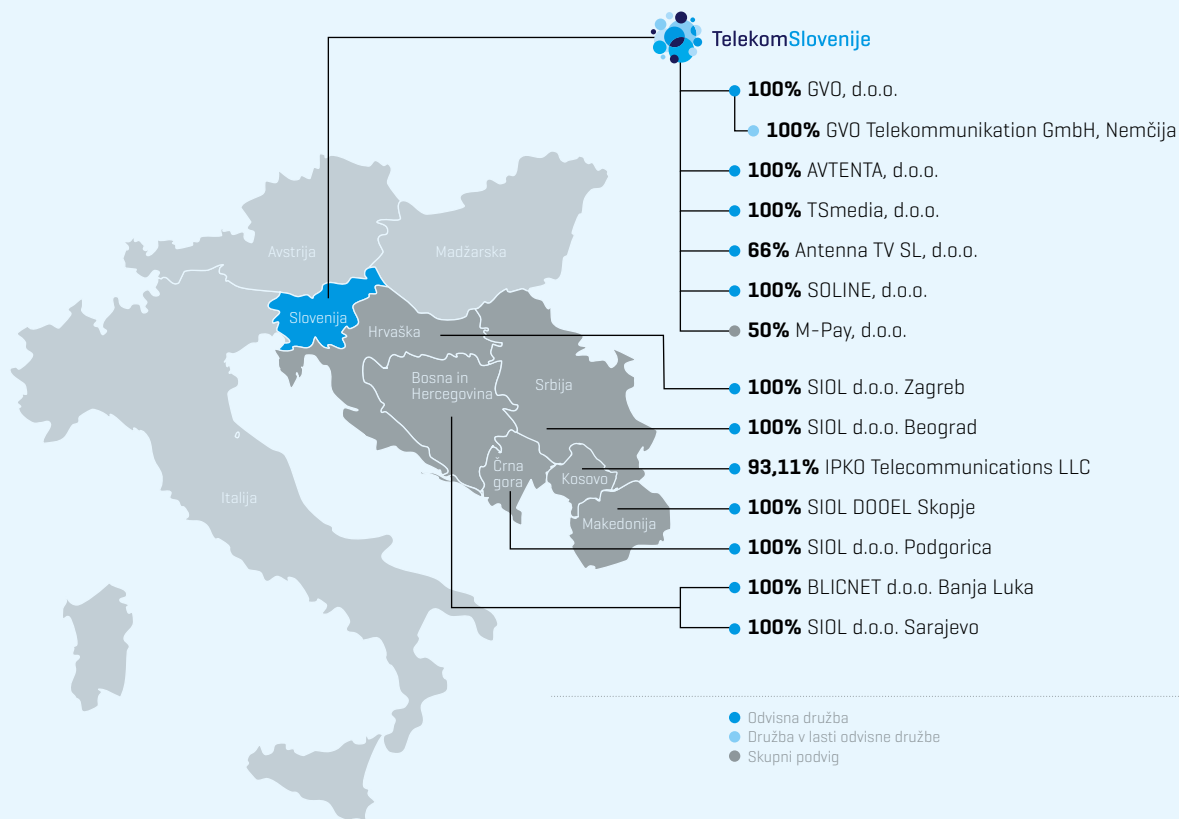 TelekomSlovenije
100% GVO, d.o.o.
100% GVO Telekommunikation GmbH, Nemčija
100% AVTENTA, d.o.o.
100% TSmedia, d.o.o.
66% Antenna TV SL, d.o.o.
100% SOLINE, d.o.o.
50% M-Pay, d.o.o.
100% SIOL d.o.o. Zagreb
100% SIOL d.o.o. Beograd
93,11% IPKO Telecommunications LLC
100% SIOL DOOEL Skopje
100% SIOL d.o.o. Podgorica
100% BLICNET d.o.o. Banja Luka
100% SIOL d.o.o. Sarajevo
Avstrija
Madžarska
Slovenija
Hrvaška
Bosna in
Hercegovina
Srbija
Črna
gora
Kosovo
Makedonija
Italija
Odvisna družba
Družba v lasti odvisne družbe
Skupni podvig